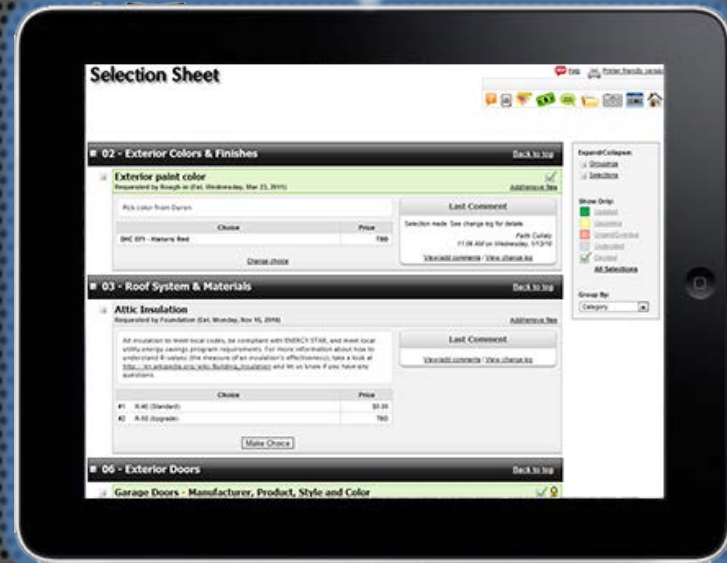 Selection Sheet
Help Printer friendly version
02 - Exterior Colors & Finishes Back to top
Exterior paint color
Requested by Rough-in (Est. Wednesday, Mar 23, 2011) Add/remove files
Pick color from Duron.
Choice Price
DHC 071 - Historic Red TBD
Change choice
Last Comment
Selection made. See change log for details.
11:06 AM on Wednesday, 1/13/10
View/add comments | View change log
03 - Roof System & Materials Back to top
Attic Insulation
Requested by Foundation (Est. Monday, Nov 15, 2010) Add/remove files
All insulation to meet local codes, be compliant with ENERGY STAR, and meet local
utility energy savings program requirements. For more information about how to
understand R-values (the measure of an insulation's effectiveness), take a look at
http://en.wikipedia.org/wiki/Building_insulation and let us know if you have any
questions.
Choice Price
#1 R-40 (Standard) $0.00
#2 R-50 (Upgrade) TBD
Make Choice
Last Comment
View/add comments | View change log
06 - Exterior Doors Back to top
Garage Doors - Manufacturer, Product, Style and Color
Expand/Collapse:
Groupings
Selections
Show Only:
Updated
Upcoming
Urgent/Overdue
Undecided
Decided
All Selections
Group By:
Category